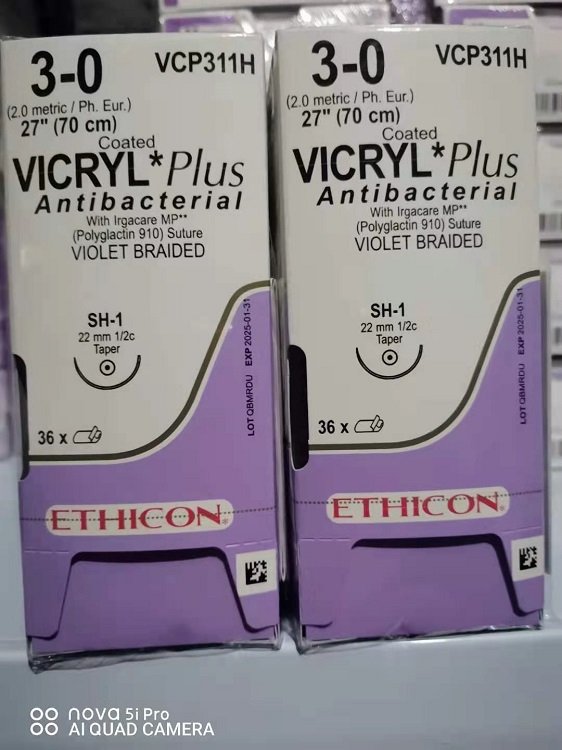 3-0
VCP311H
(2.0 metric / Ph. Eur.)
27" (70 cm)
Coated
VICRYL* Plus
Antibacterial
With Irgacare MP**
(Polyglactin 910) Suture
VIOLET BRAIDED
SH-1
22 mm 1/2c
Taper
36 x
LOT QBMRDU EXP 2025-01-31
ETHICON®
3-0
VCP311H
(2.0 metric / Ph. Eur.)
27" (70 cm)
Coated
VICRYL* Plus
Antibacterial
With Irgacare MP**
(Polyglactin 910) Suture
VIOLET BRAIDED
SH-1
22 mm 1/2c
Taper
36 x
LOT QBMRDU EXP 2025-01-31
ETHICON®
nova 5i Pro
AI QUAD CAMERA